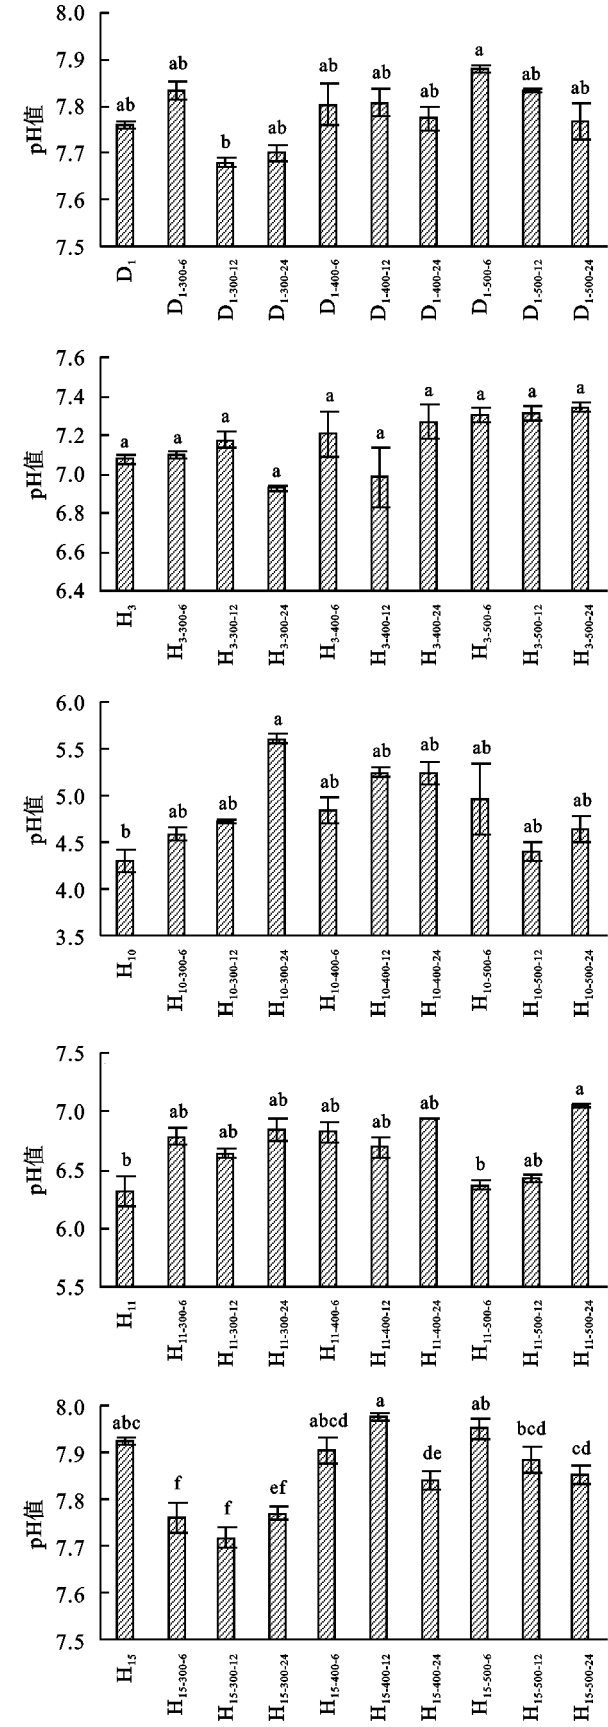 8.0
7.9
7.8
7.7
7.6
7.5
pH值
ab
ab
b
ab
ab
ab
ab
a
ab
ab
D1
D1-300-6
D1-300-12
D1-300-24
D1-400-6
D1-400-12
D1-400-24
D1-500-6
D1-500-12
D1-500-24
7.6
7.4
7.2
7.0
6.8
6.6
6.4
pH值
a
a
a
a
a
a
a
a
a
a
H3
H3-300-6
H3-300-12
H3-300-24
H3-400-6
H3-400-12
H3-400-24
H3-500-6
H3-500-12
H3-500-24
6.0
5.5
5.0
4.5
4.0
3.5
pH值
b
ab
ab
a
ab
ab
ab
ab
ab
ab
H10
H10-300-6
H10-300-12
H10-300-24
H10-400-6
H10-400-12
H10-400-24
H10-500-6
H10-500-12
H10-500-24
7.5
7.0
6.5
6.0
5.5
pH值
b
ab
ab
ab
ab
ab
ab
b
ab
a
H11
H11-300-6
H11-300-12
H11-300-24
H11-400-6
H11-400-12
H11-400-24
H11-500-6
H11-500-12
H11-500-24
8.0
7.9
7.8
7.7
7.6
7.5
pH值
abc
f
f
ef
abcd
a
de
ab
bcd
cd
H15
H15-300-6
H15-300-12
H15-300-24
H15-400-6
H15-400-12
H15-400-24
H15-500-6
H15-500-12
H15-500-24